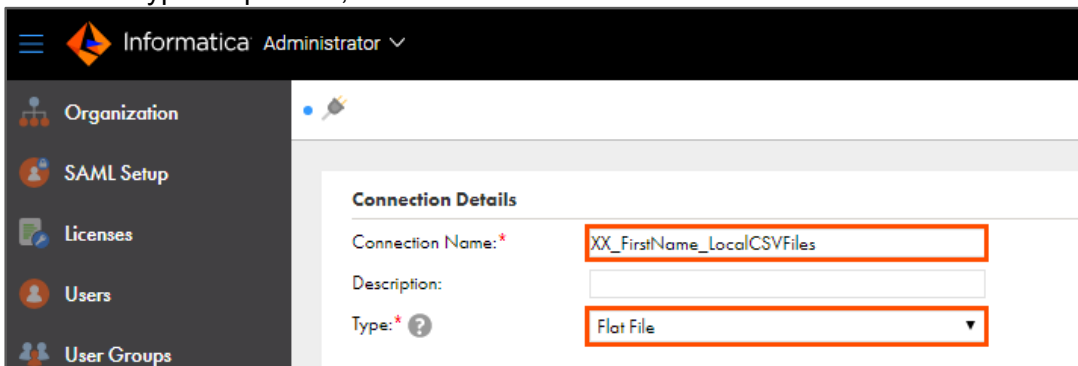 Informatica Administrator
Organization
SAML Setup
Connection Details
Licenses
Connection Name:* XX_FirstName_LocalCSVFiles
Description:
Users
Type:* ? Flat File
User Groups